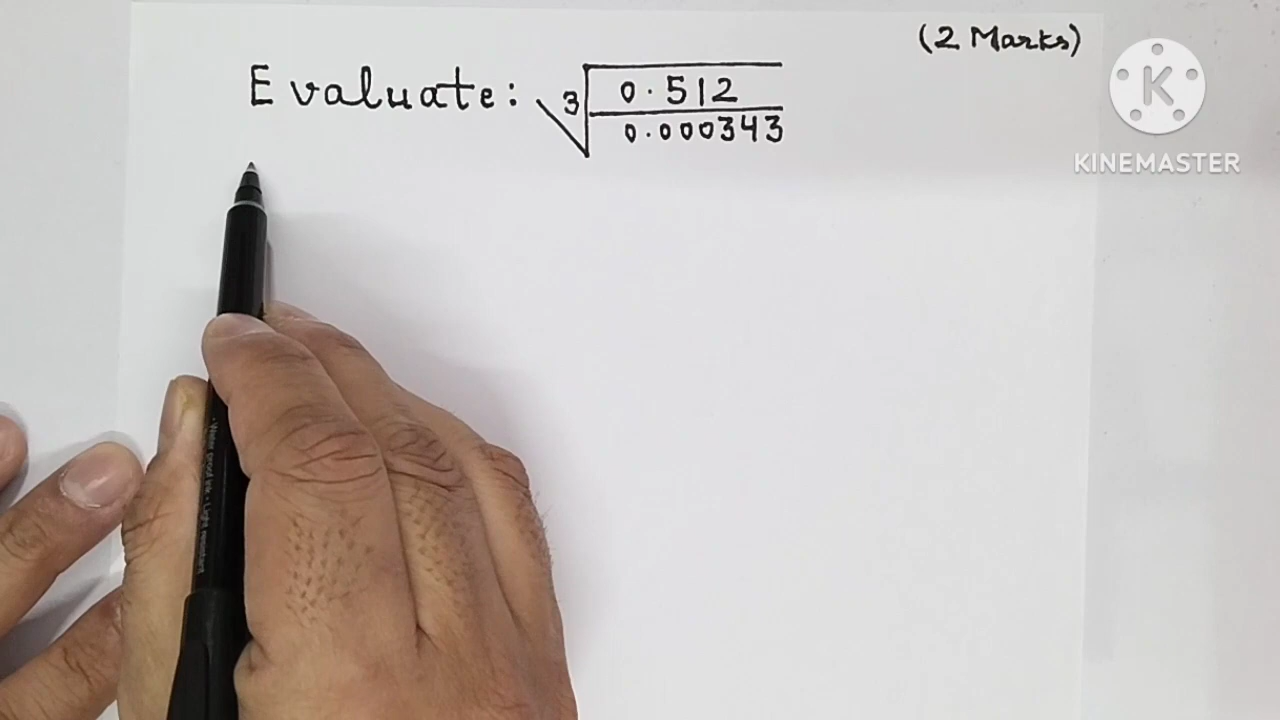 (2 Marks)
Evaluate: ∛(0.512/0.000343)
K
KINEMASTER